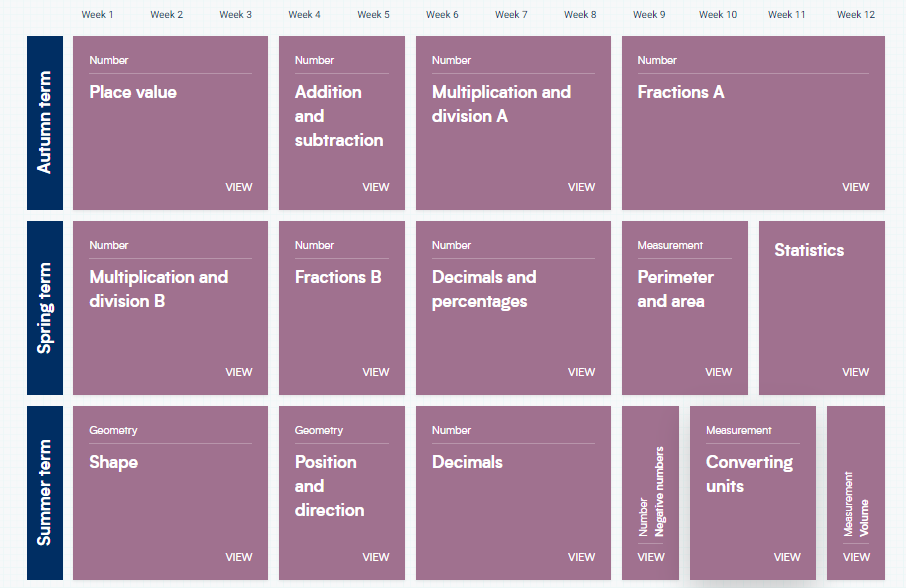 Week 1 Week 2 Week 3 Week 4 Week 5 Week 6 Week 7 Week 8 Week 9 Week 10 Week 11 Week 12
Autumn term
Number
Place value
VIEW
Number
Addition
and
subtraction
VIEW
Number
Multiplication and
division A
VIEW
Number
Fractions A
VIEW
Spring term
Number
Multiplication and
division B
VIEW
Number
Fractions B
VIEW
Number
Decimals and
percentages
VIEW
Measurement
Perimeter
and area
VIEW
Statistics
VIEW
Summer term
Geometry
Shape
VIEW
Geometry
Position
and
direction
VIEW
Number
Decimals
VIEW
Number
Negative numbers
VIEW
Measurement
Converting
units
VIEW
Measurement
Volume
VIEW